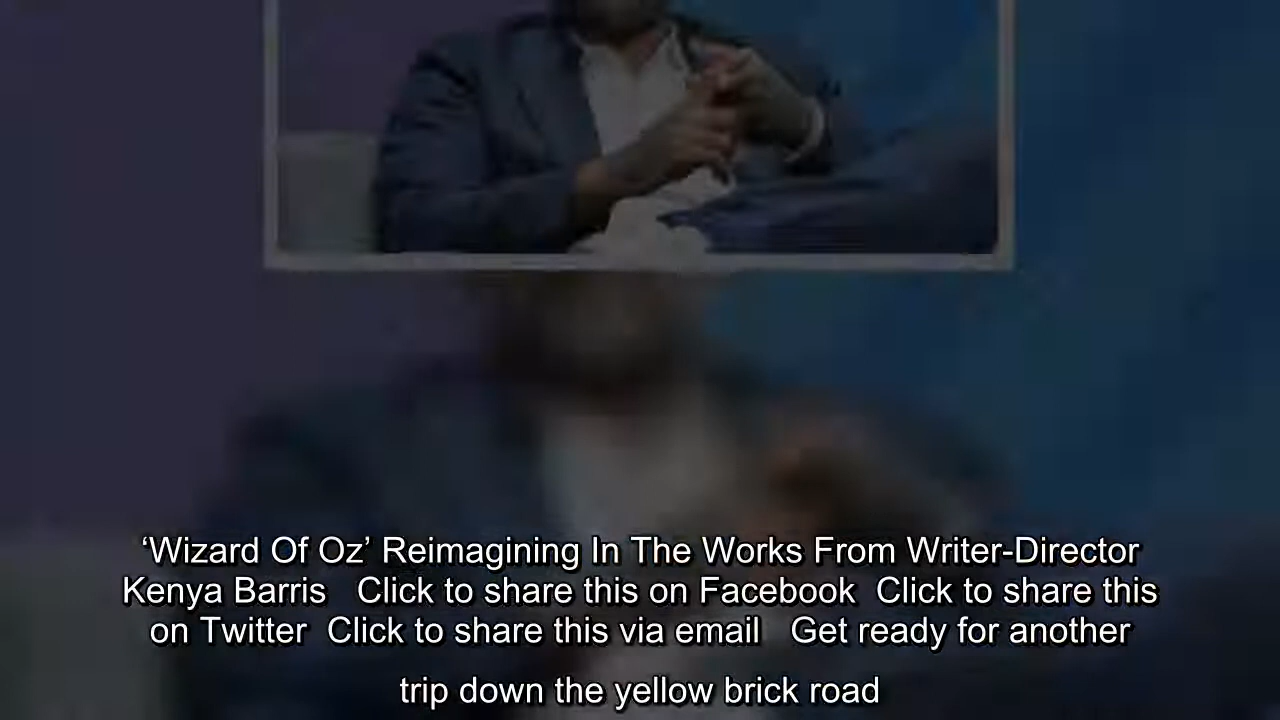 ‘Wizard Of Oz’ Reimagining In The Works From Writer-Director
Kenya Barris   Click to share this on Facebook  Click to share this
on Twitter  Click to share this via email   Get ready for another
trip down the yellow brick road